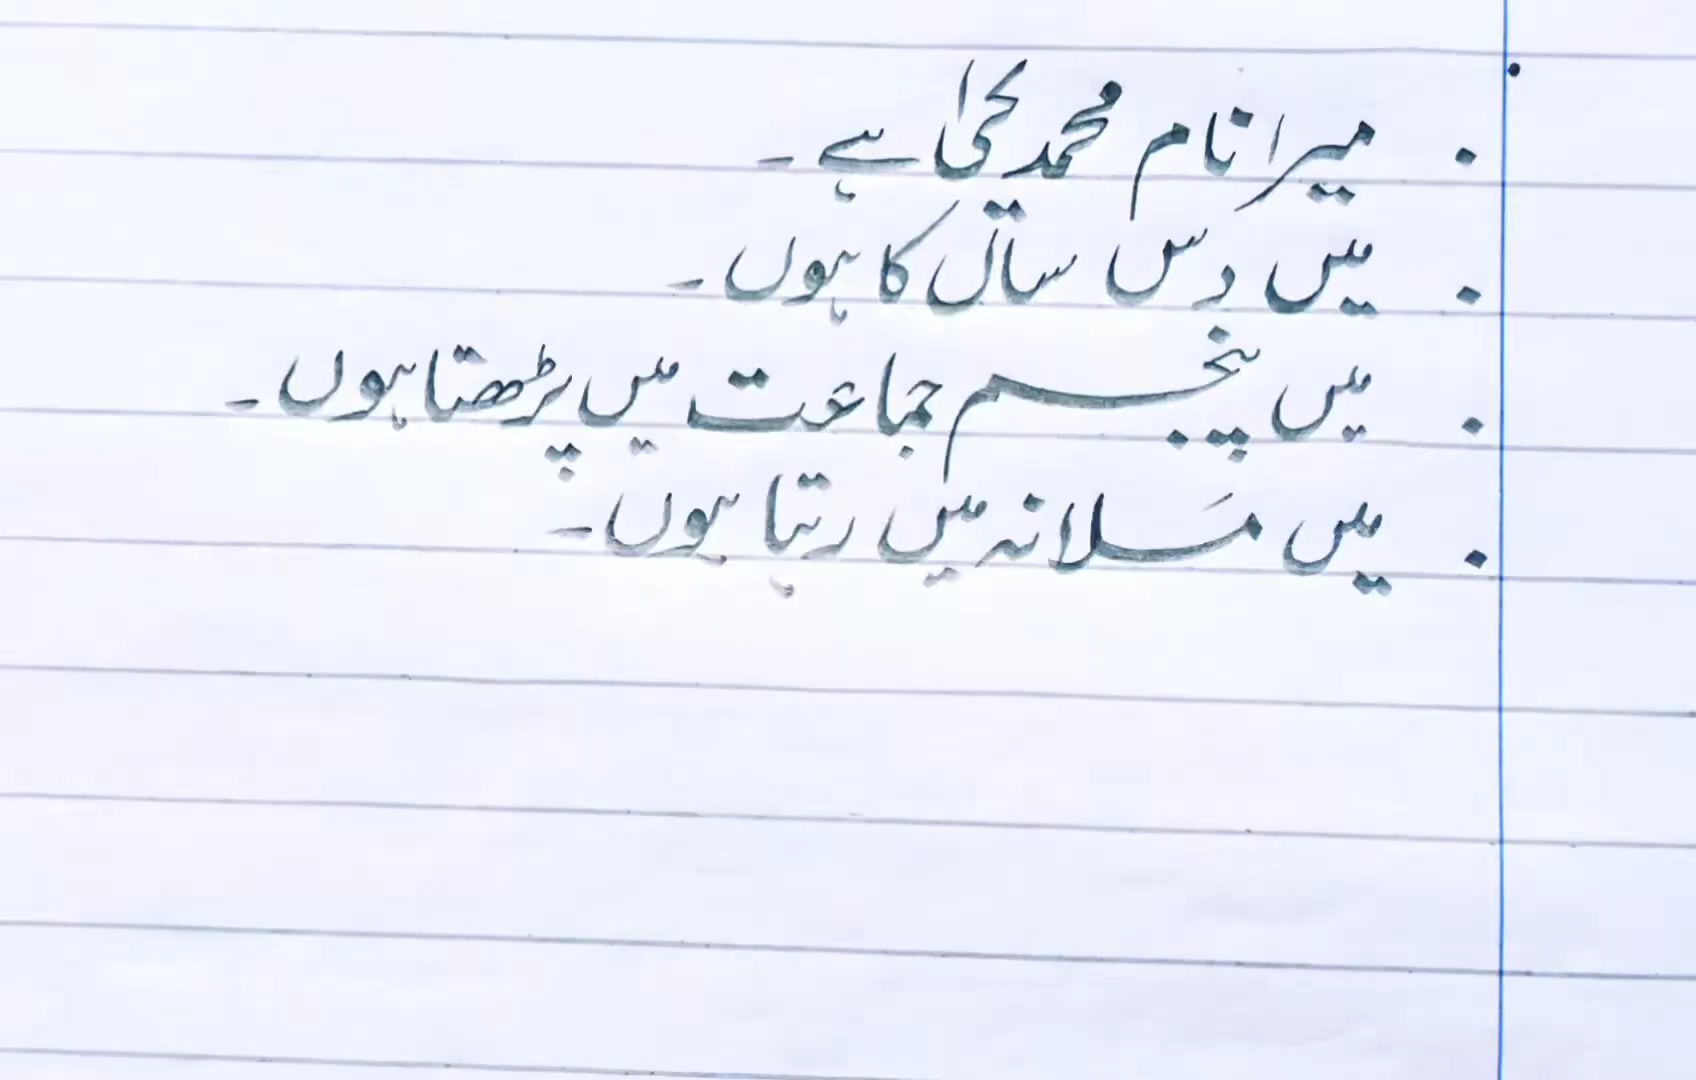 • میرا نام محمد یحیٰ ہے۔
• میں دس سال کا ہوں۔
• میں پنجم جماعت میں پڑھتا ہوں۔
• میں مَسلانہ میں رہتا ہوں۔